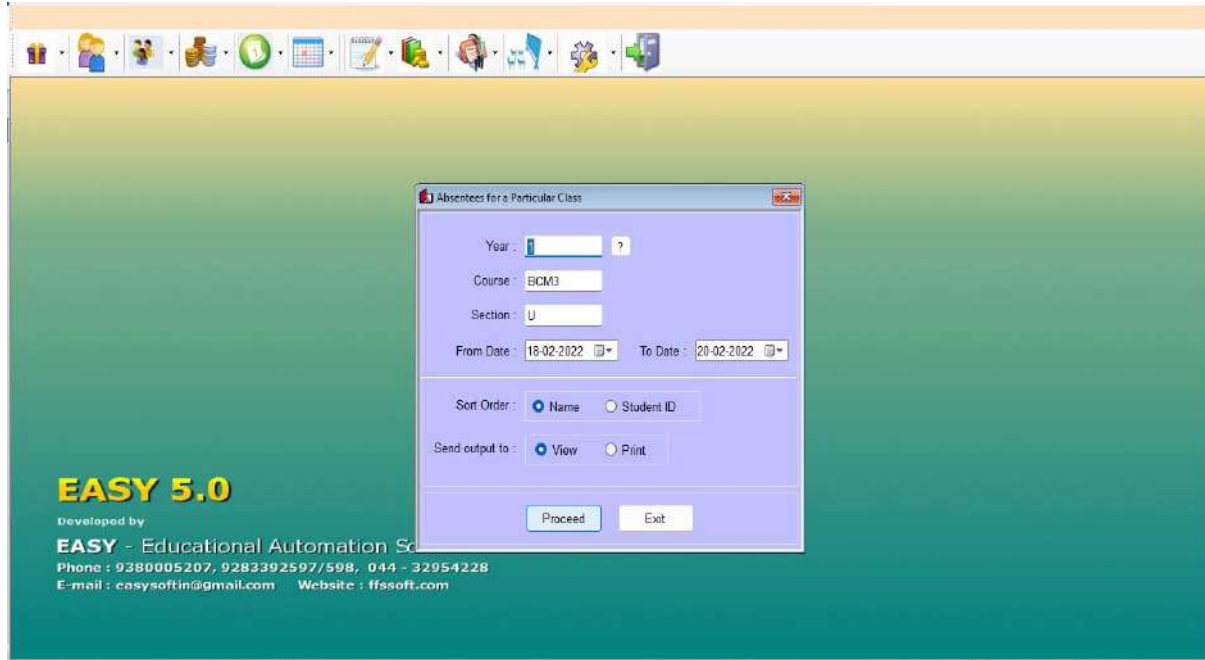 Absentees for a Particular Class
Year : 1 ?
Course : BCM3
Section : U
From Date : 18-02-2022 To Date : 20-02-2022
Sort Order : Name Student ID
Send output to : View Print
Proceed Exit
EASY 5.0
Developed by
EASY - Educational Automation
Phone : 9380005207, 9283392597/598, 044 - 32954228
E-mail : easysoftin@gmail.com Website : ffssoft.com